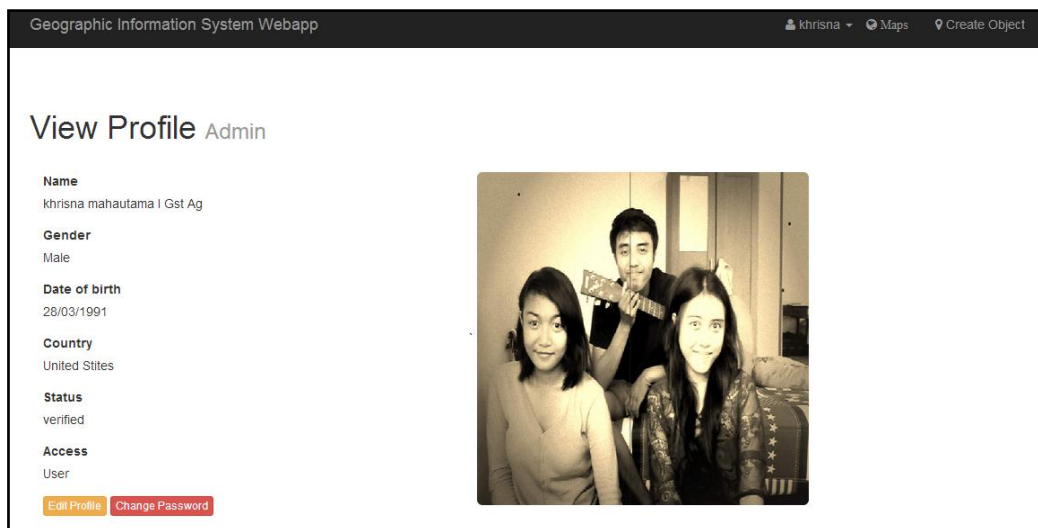 Geographic Information System Webapp
khrisna
Maps
Create Object
View Profile Admin
Name
khrisna mahautama I Gst Ag
Gender
Male
Date of birth
28/03/1991
Country
United Stites
Status
verified
Access
User
Edit Profile
Change Password